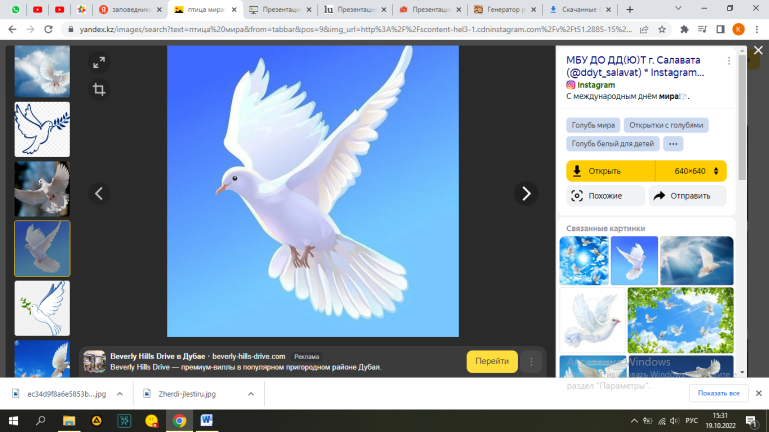 заповедники
птица мира
Презентация
Презентаци
Презентаци
Генератор р
Скачанные ф
yandex.kz/images/search?text=птица%20мира&from=tabbar&pos=9&img_url=http%3A%2F%2Fscontent-hel3-1.cdninstagram.com%2Fv%2Ft51.2885-15%2...
МБУ ДО ДД(Ю)Т г. Салавата
(@ddyt_salavat) * Instagram...
Instagram
С международным днём мира
Голубь мира
Открытки с голубями
Голубь белый для детей
Открыть
640×640
Похожие
Отправить
Связанные картинки
Beverly Hills Drive в Дубае · beverly-hills-drive.com Реклама
Beverly Hills Drive — премиум-виллы в популярном пригородном районе Дубая.
Перейти
Windows
Windows
раздел "Параметры".
ec34d9f8a6e5853b....jpg
Zherdi-jlestiru.jpg
Показать все
РУС
15:31
19.10.2022